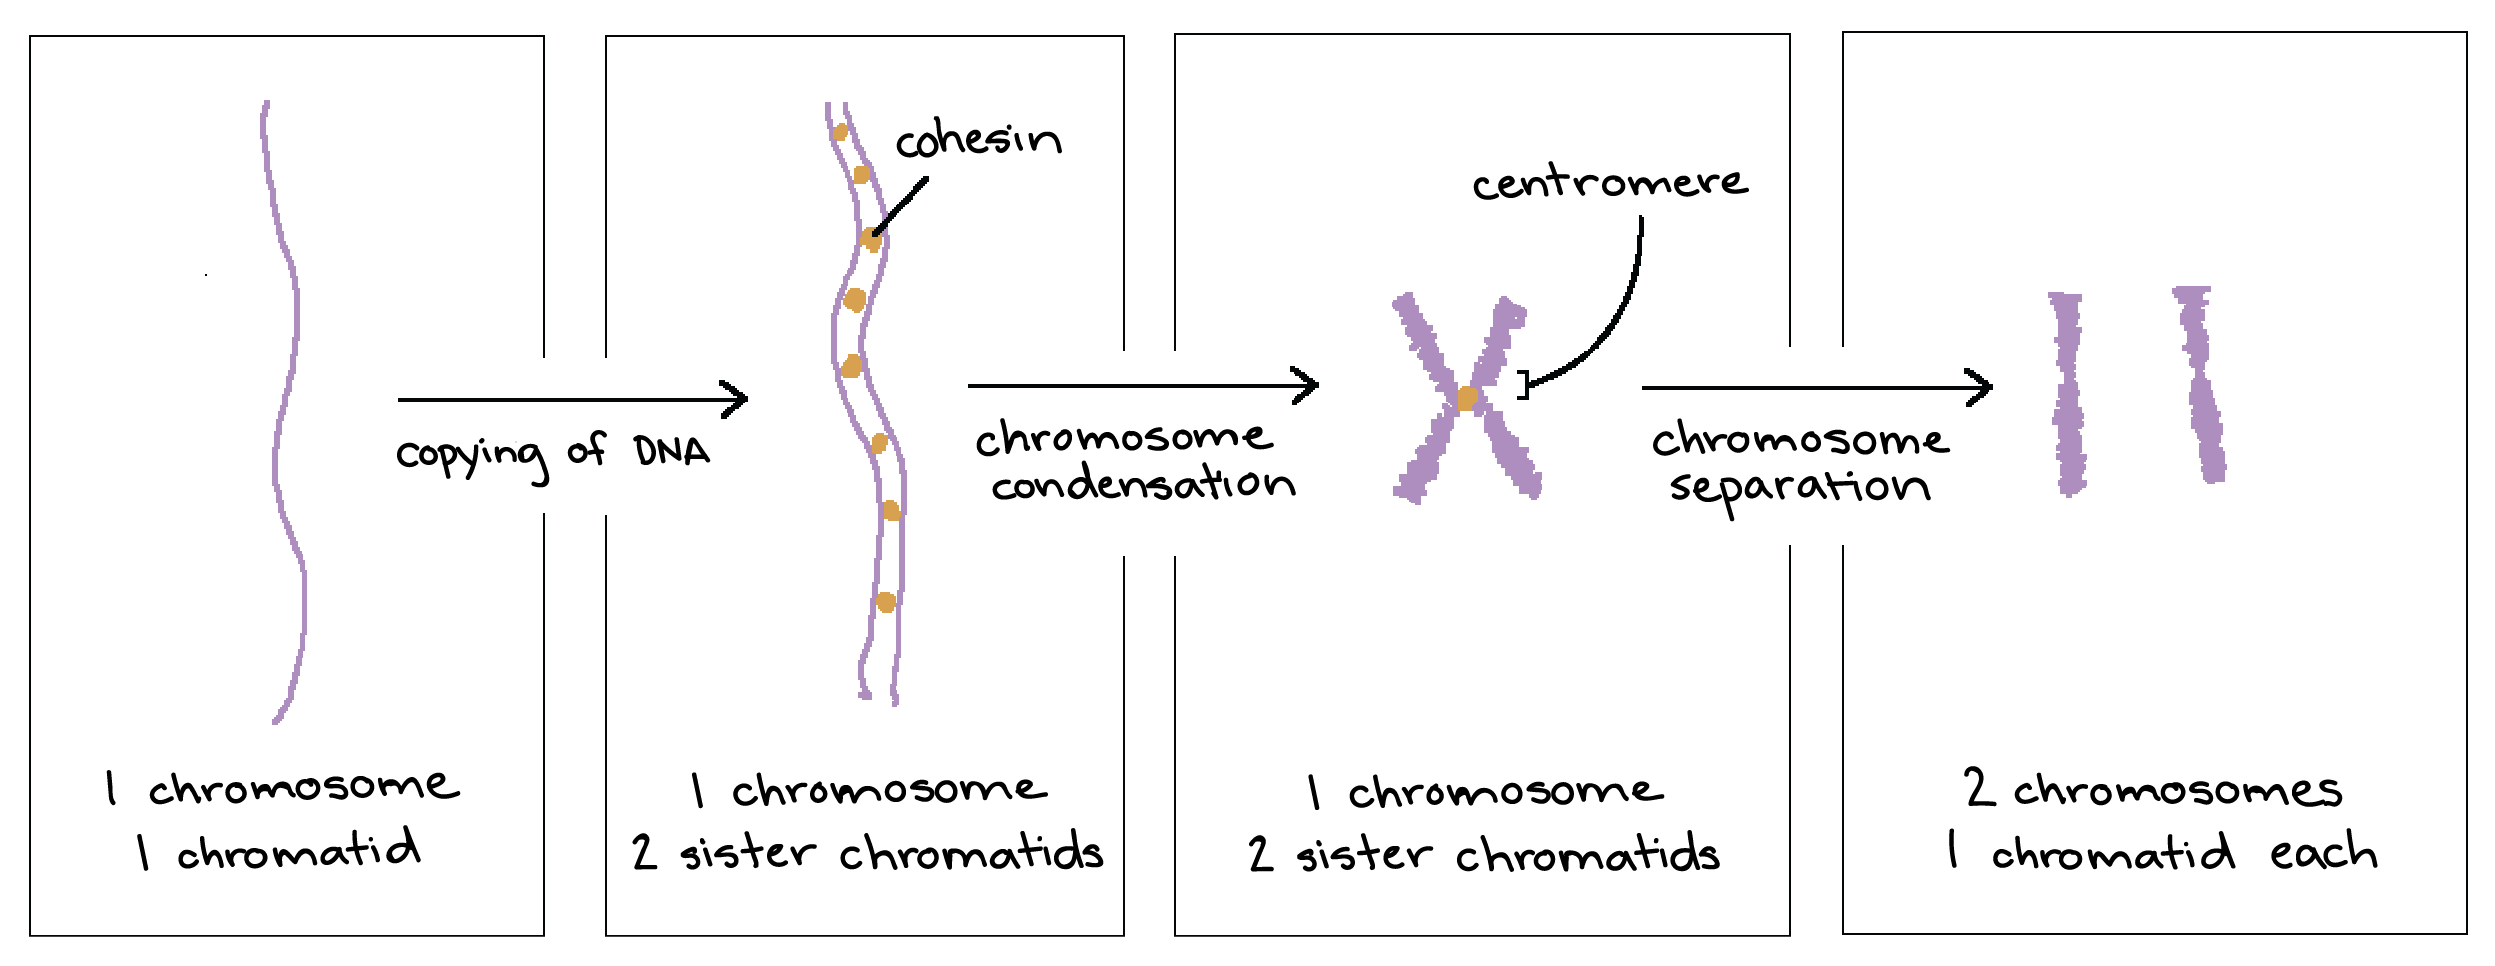 cohesin
centromere
copying of DNA
chromosome
condensation
chromosome
separation
1 chromosome
1 chromatid
1 chromosome
2 sister chromatids
1 chromosome
2 sister chromatids
2 chromosomes
1 chromatid each